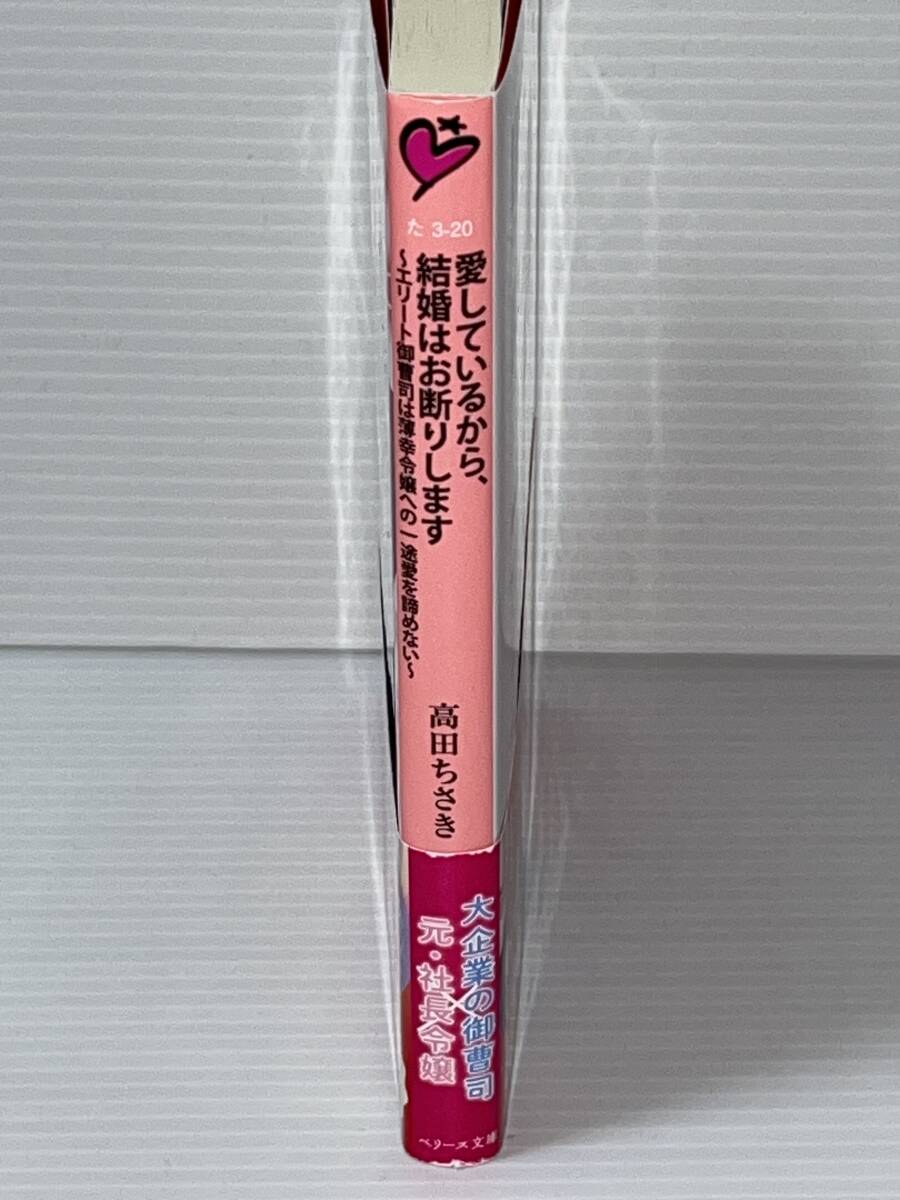 た 3-20
愛しているから、
結婚はお断りします
~エリート御曹司は薄幸令嬢への一途愛を諦めない~
高田ちさき
大企業の御曹司
×
元・社長令嬢
ベリーズ文庫